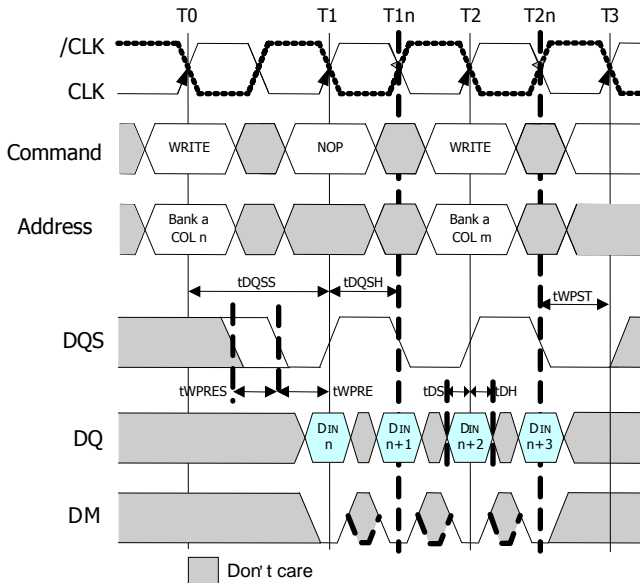 T0 T1 T1n T2 T2n T3
/CLK
CLK
Command WRITE NOP WRITE
Address Bank a COL n Bank a COL m
tDQSS tDQSH tWPST
DQS
tWPRES tWPRE tDS tDH
DQ DIN n DIN n+1 DIN n+2 DIN n+3
DM
Don't care